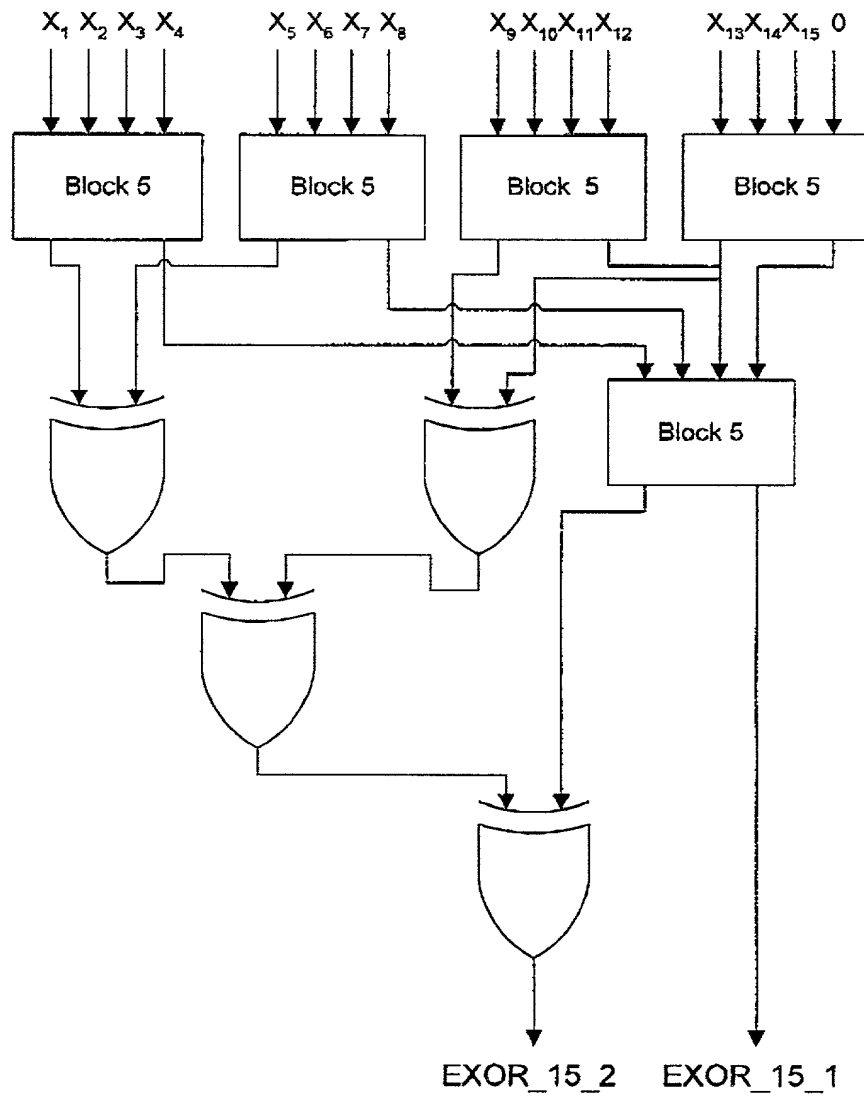 X₁ X₂ X₃ X₄ X₅ X₆ X₇ X₈ X₉ X₁₀ X₁₁ X₁₂ X₁₃ X₁₄ X₁₅ 0
Block 5 Block 5 Block 5 Block 5
Block 5
EXOR_15_2 EXOR_15_1